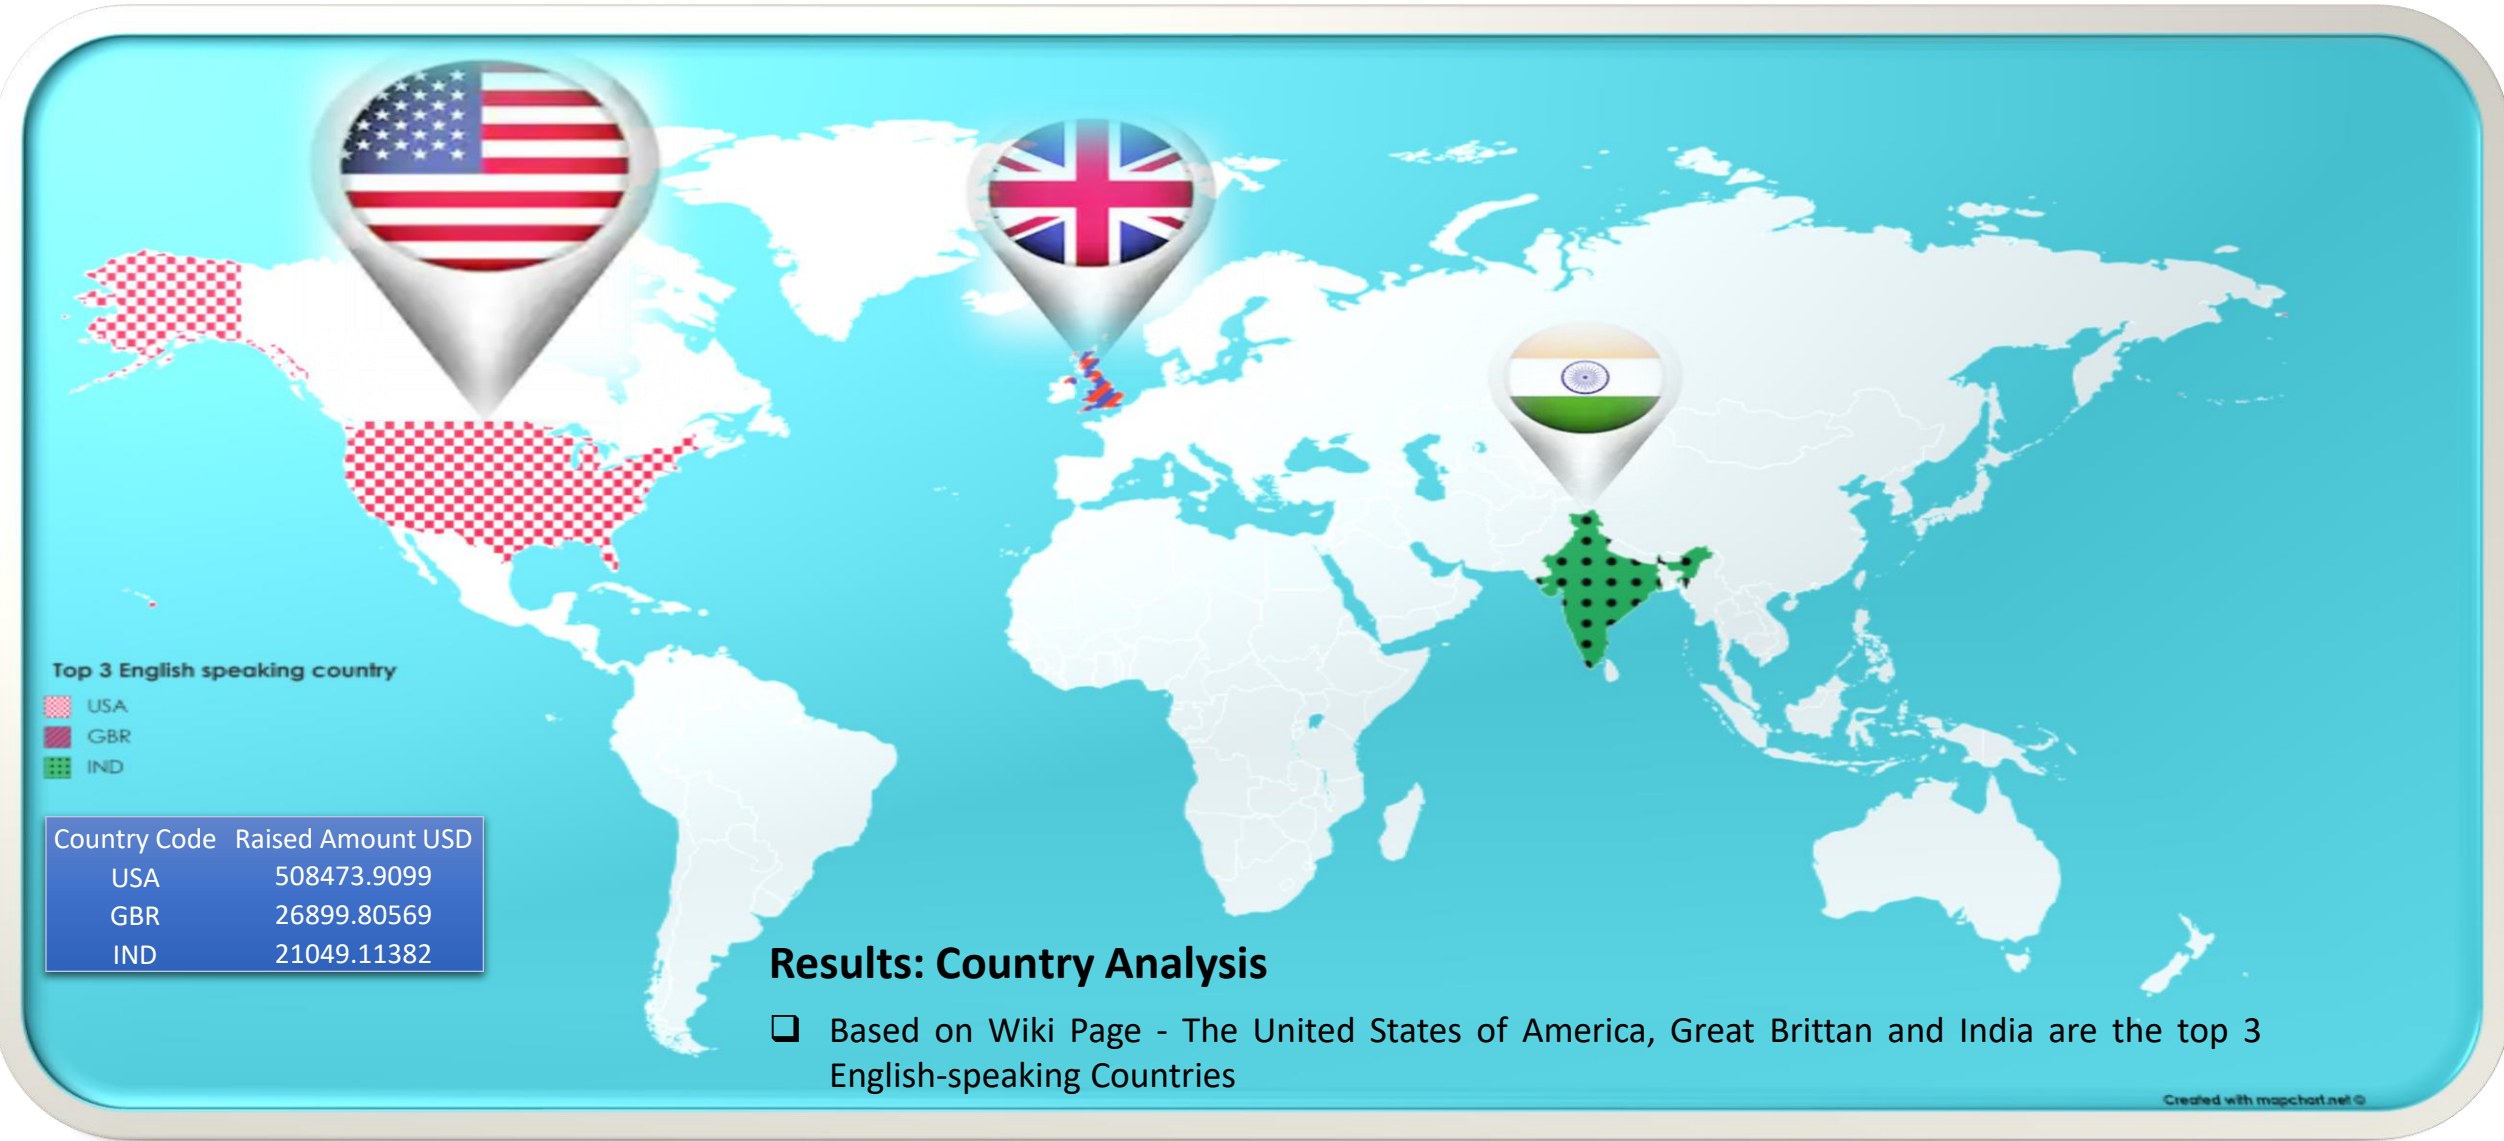 Top 3 English speaking country
USA
GBR
IND
Country Code Raised Amount USD
USA 508473.9099
GBR 26899.80569
IND 21049.11382
Results: Country Analysis
❑ Based on Wiki Page - The United States of America, Great Brittan and India are the top 3
English-speaking Countries
Created with mapchart.net ©